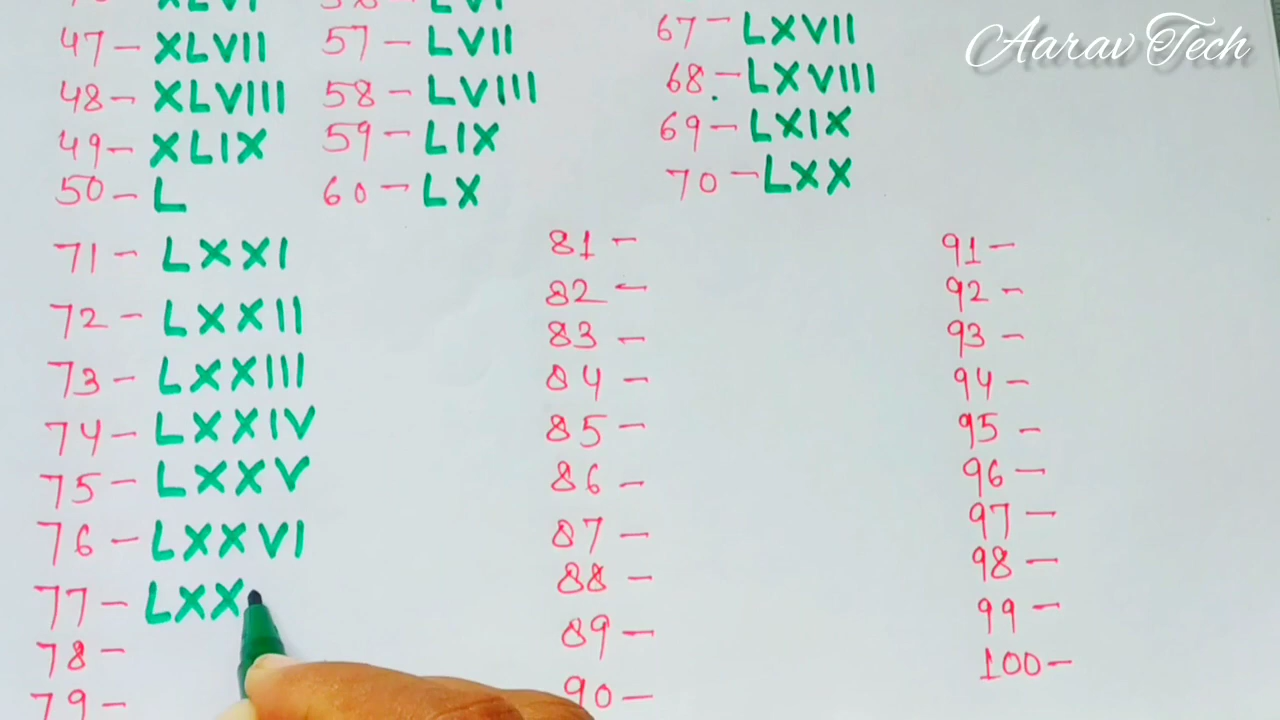 XLVI
LVI
47 - XLVII
57 - LVII
67 - LXVII
Aarav Tech
48 - XLVIII
58 - LVIII
68 - LXVIII
49 - XLIX
59 - LIX
69 - LXIX
50 - L
60 - LX
70 - LXX
71 - LXXI
72 - LXXII
73 - LXXIII
74 - LXXIV
75 - LXXV
76 - LXXVI
77 - LXX
78 -
79 -
81 -
82 -
83 -
84 -
85 -
86 -
87 -
88 -
89 -
90 -
91 -
92 -
93 -
94 -
95 -
96 -
97 -
98 -
99 -
100 -